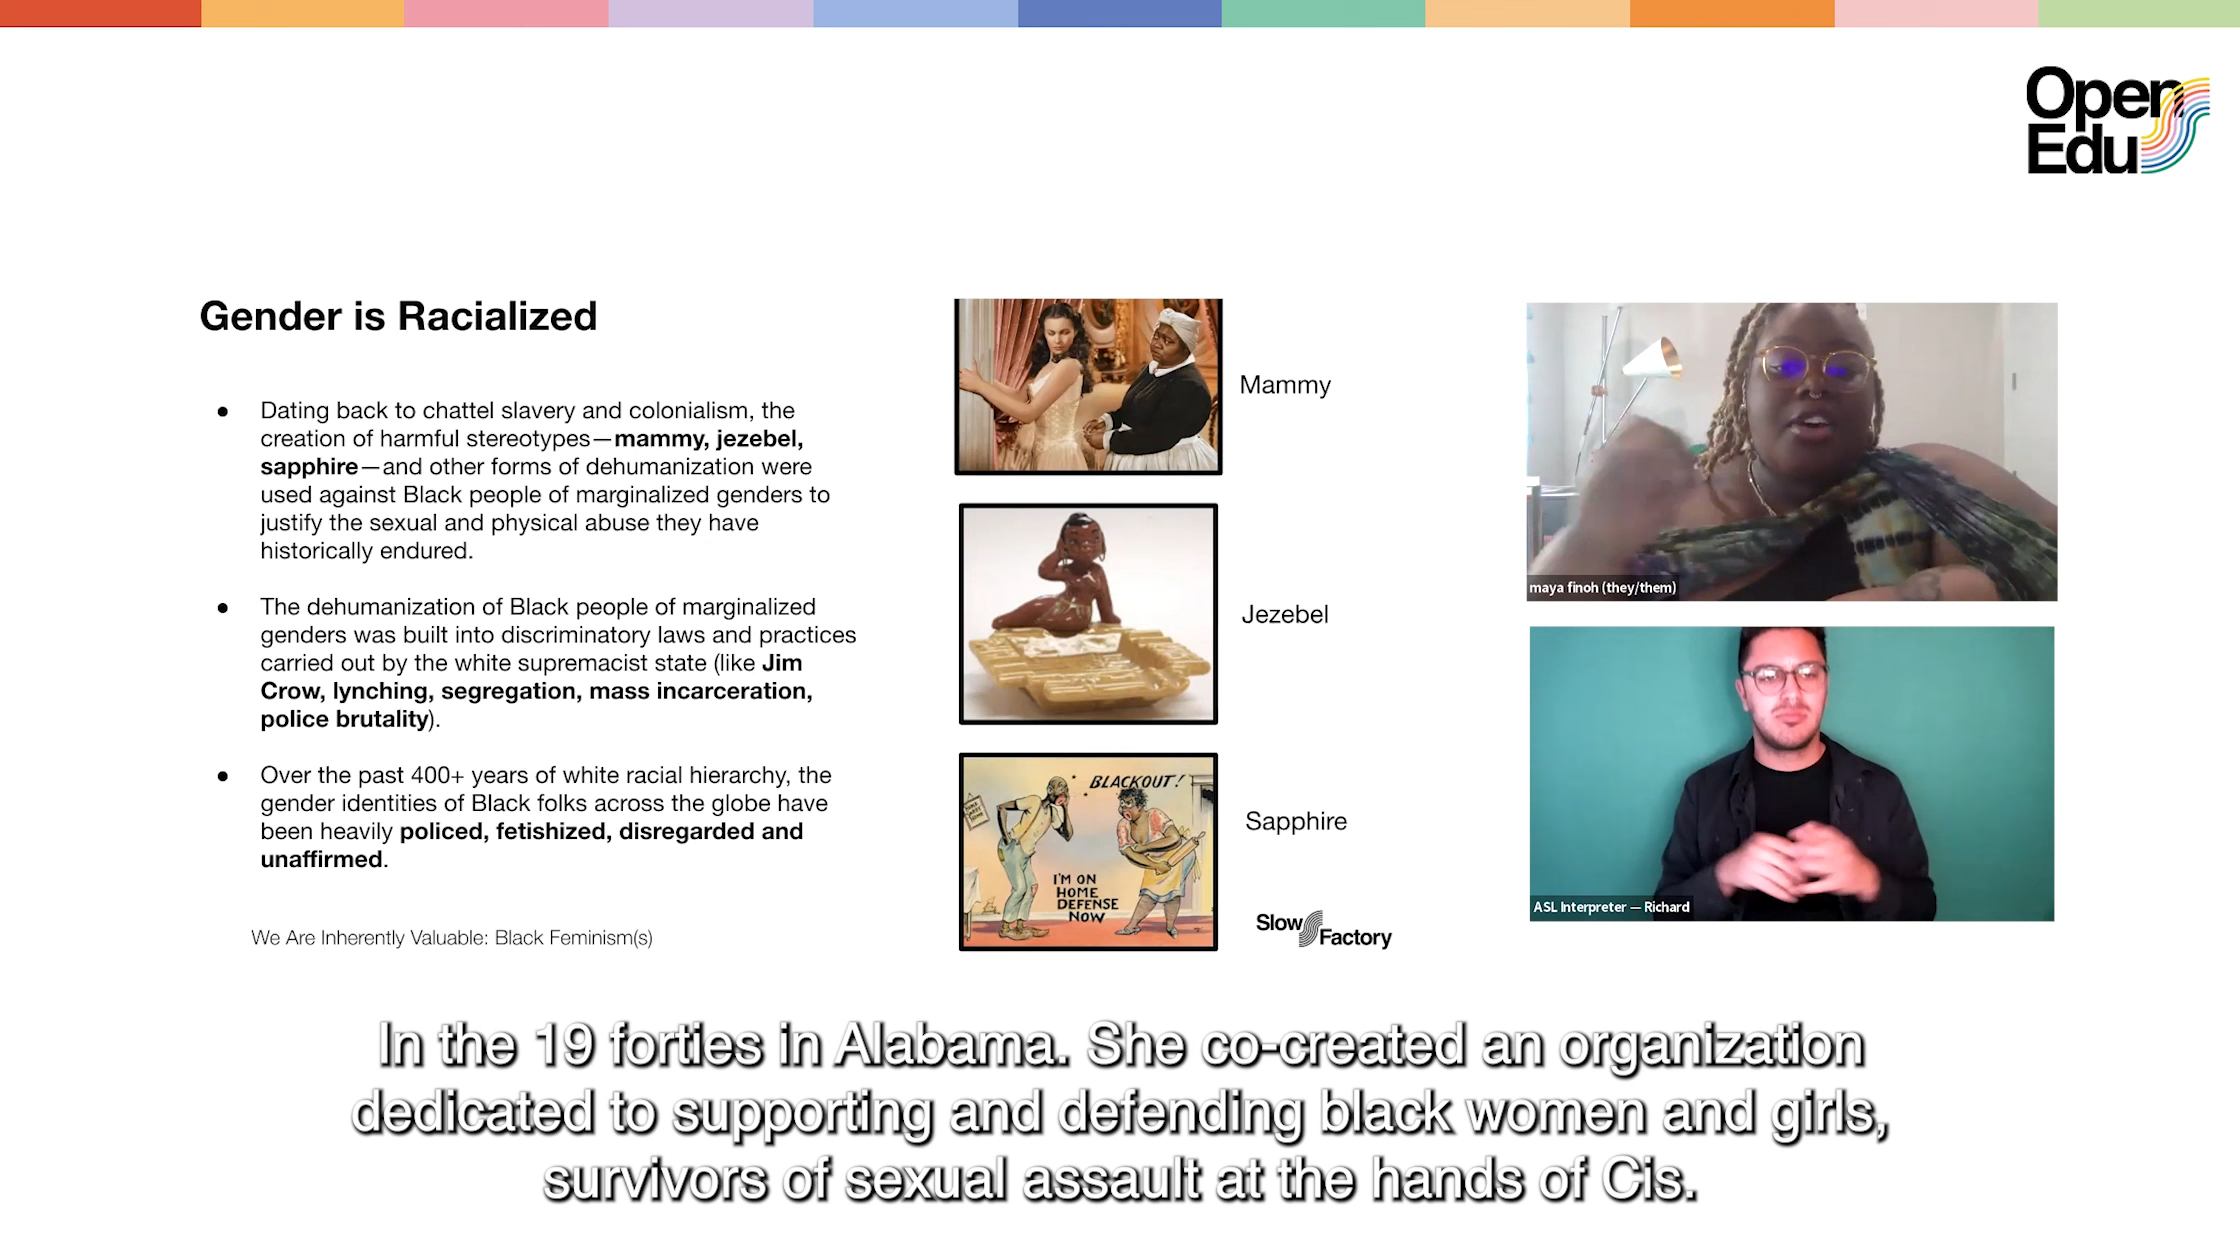 Open
Edu
Gender is Racialized
● Dating back to chattel slavery and colonialism, the
creation of harmful stereotypes—mammy, jezebel,
sapphire—and other forms of dehumanization were
used against Black people of marginalized genders to
justify the sexual and physical abuse they have
historically endured.
● The dehumanization of Black people of marginalized
genders was built into discriminatory laws and practices
carried out by the white supremacist state (like Jim
Crow, lynching, segregation, mass incarceration,
police brutality).
● Over the past 400+ years of white racial hierarchy, the
gender identities of Black folks across the globe have
been heavily policed, fetishized, disregarded and
unaffirmed.
We Are Inherently Valuable: Black Feminism(s)
Mammy
Jezebel
BLACKOUT!
I'M ON
HOME
DEFENSE
NOW
Sapphire
Slow
Factory
maya finoh (they/them)
ASL Interpreter — Richard
In the 19 forties in Alabama. She co-created an organization
dedicated to supporting and defending black women and girls,
survivors of sexual assault at the hands of Cis.